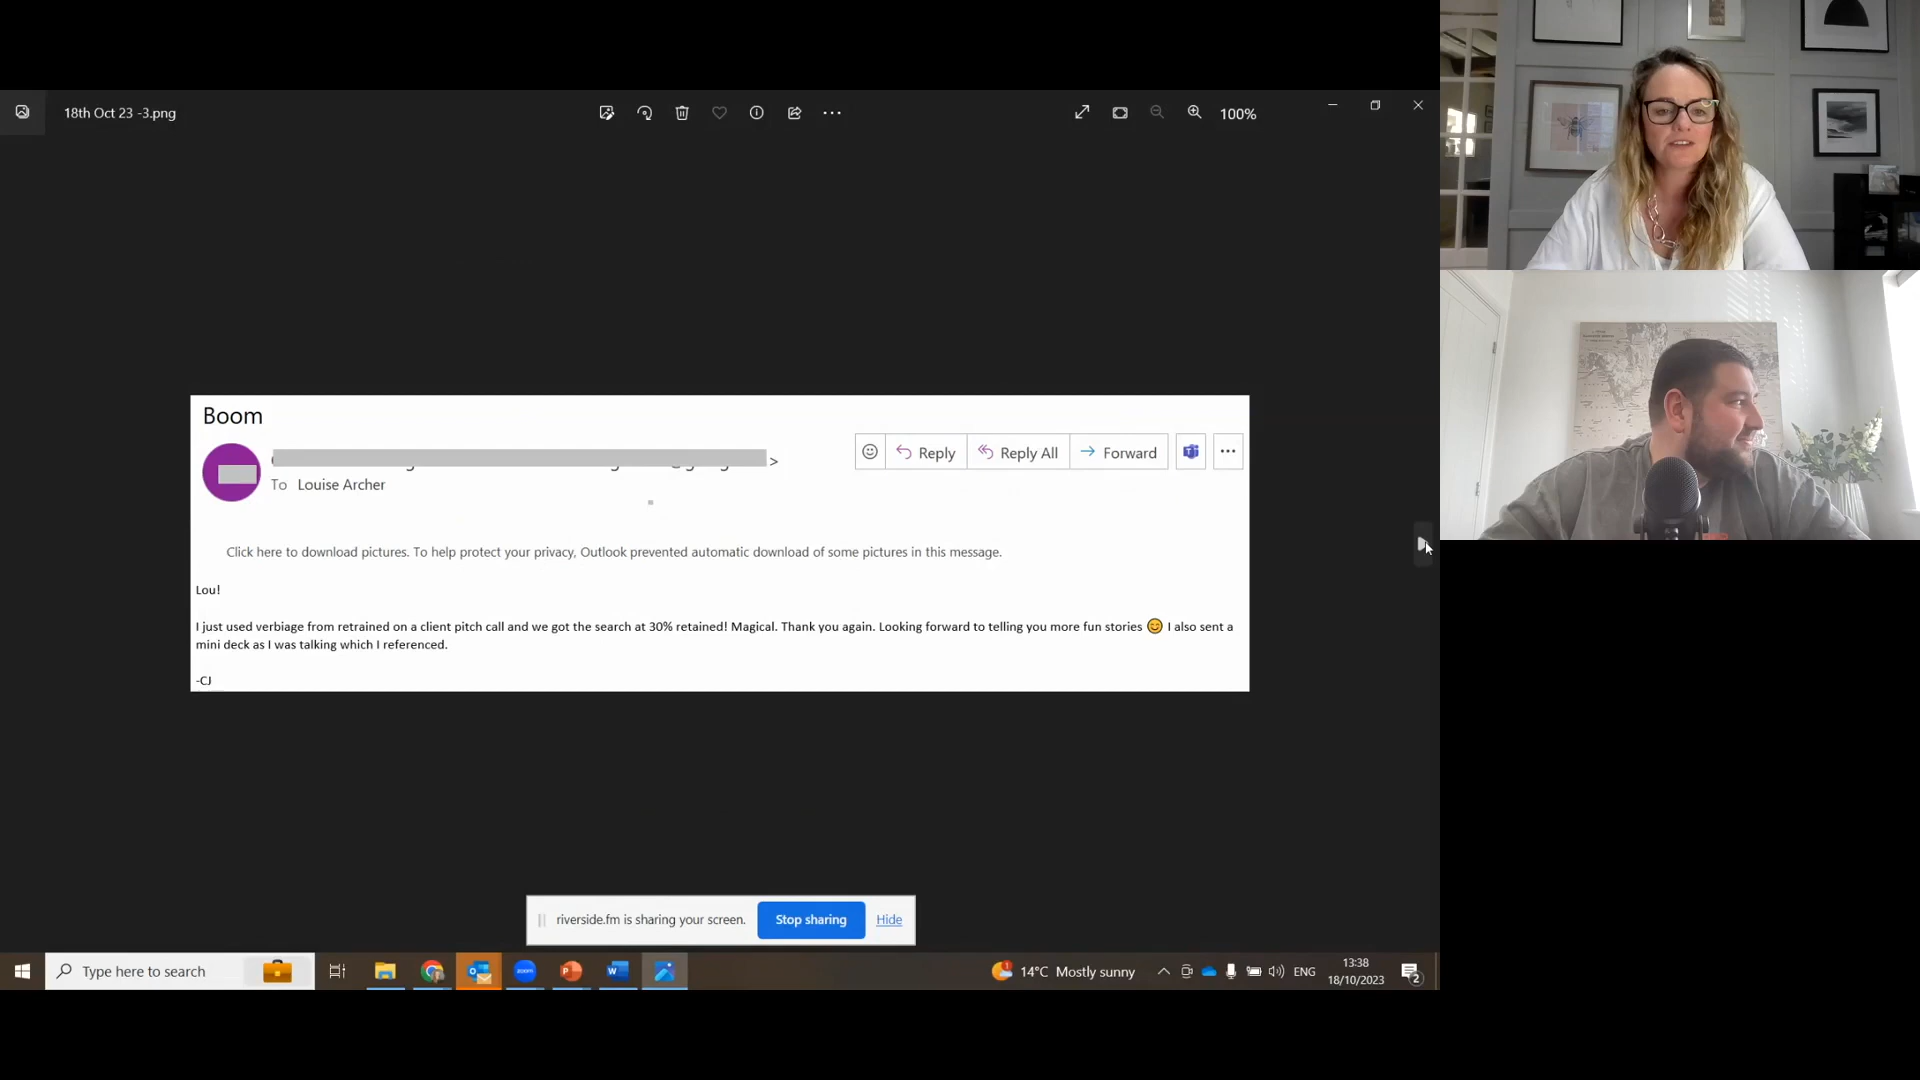 18th Oct 23 -3.png
100%
Boom
Reply
Reply All
Forward
>
To Louise Archer
Click here to download pictures. To help protect your privacy, Outlook prevented automatic download of some pictures in this message.
Lou!
I just used verbiage from retrained on a client pitch call and we got the search at 30% retained! Magical. Thank you again. Looking forward to telling you more fun stories 😊 I also sent a
mini deck as I was talking which I referenced.
-CJ
riverside.fm is sharing your screen.
Stop sharing
Hide
Type here to search
zoom
14°C Mostly sunny
ENG
13:38
18/10/2023
2